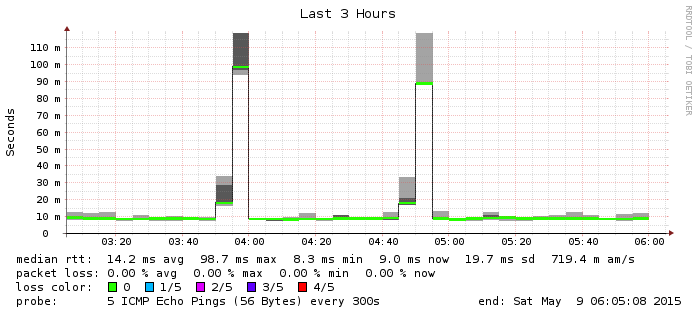 Last 3 Hours
RRDTOOL / TOBI OETIKER
Seconds
110 m
100 m
90 m
80 m
70 m
60 m
50 m
40 m
30 m
20 m
10 m
0
03:20 03:40 04:00 04:20 04:40 05:00 05:20 05:40 06:00
median rtt: 14.2 ms avg 98.7 ms max 8.3 ms min 9.0 ms now 19.7 ms sd 719.4 m am/s
packet loss: 0.00 % avg 0.00 % max 0.00 % min 0.00 % now
loss color: 0 1/5 2/5 3/5 4/5
probe: 5 ICMP Echo Pings (56 Bytes) every 300s end: Sat May 9 06:05:08 2015